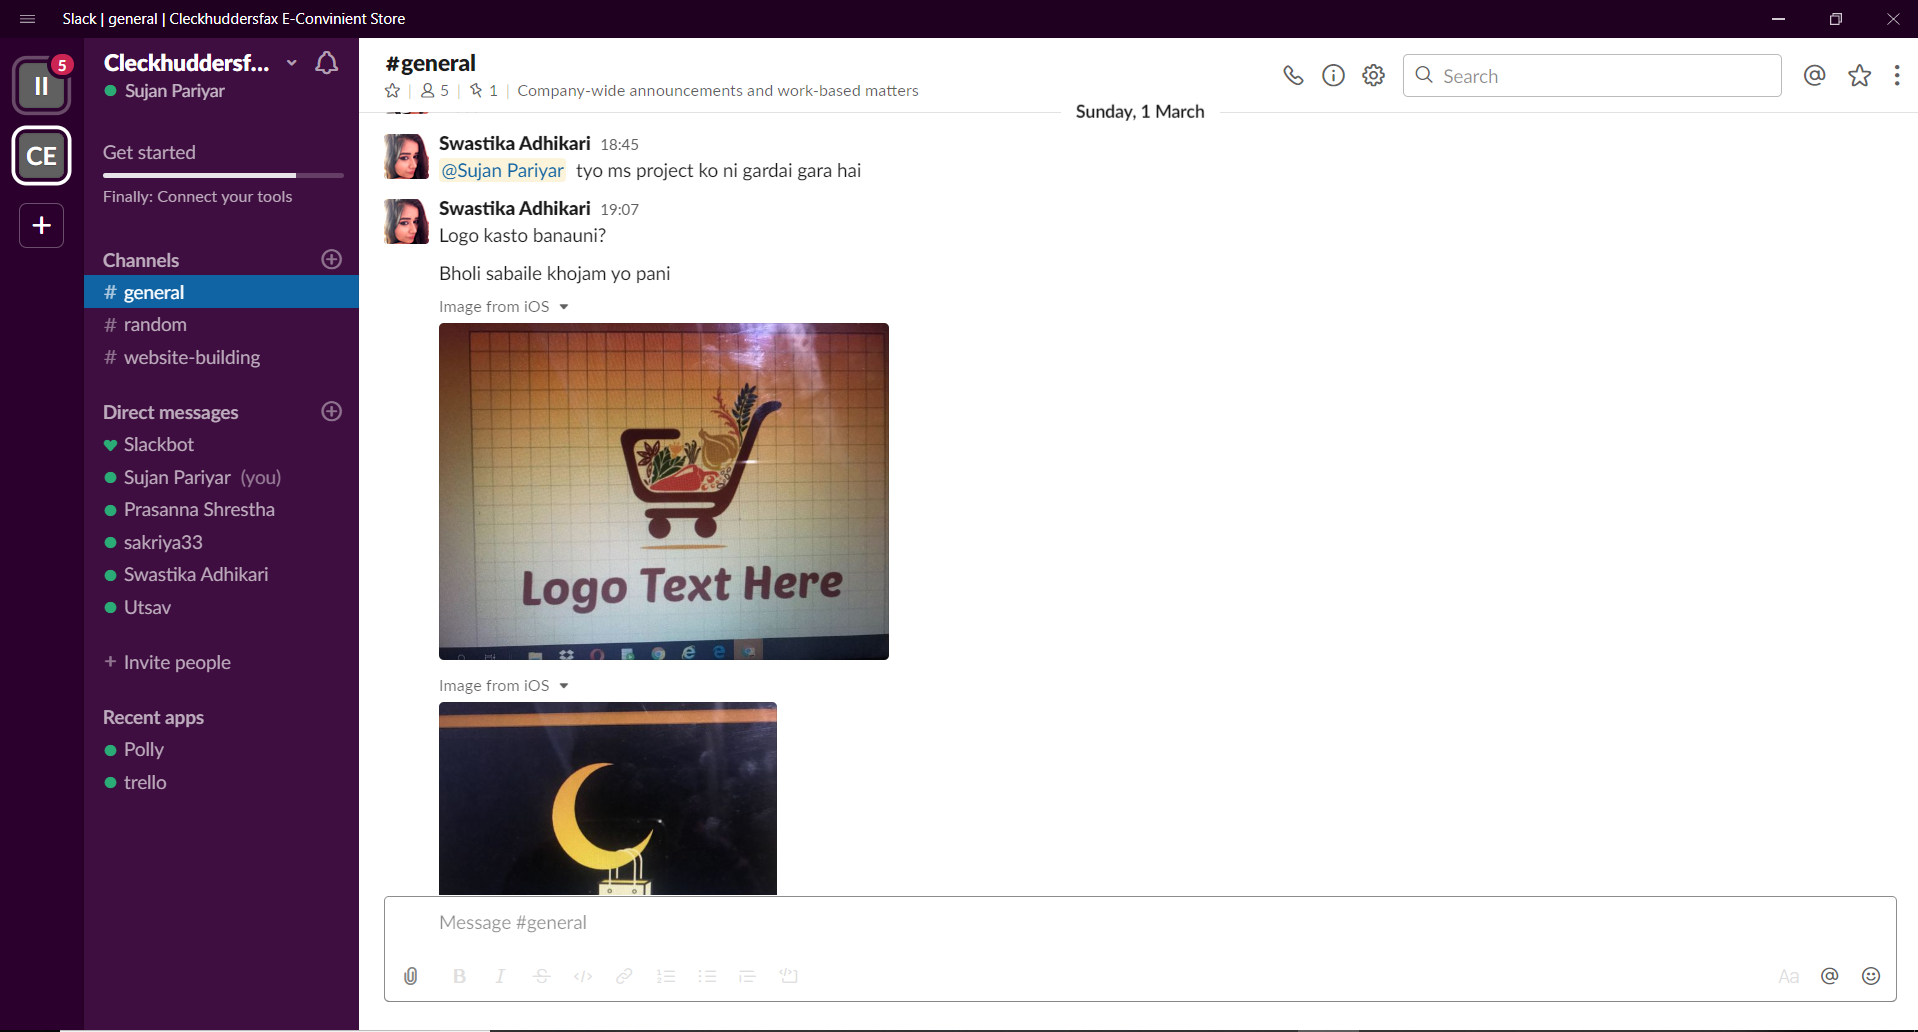 Slack | general | Cleckhuddersfax E-Convinient Store
II
5
CE
Cleckhuddersf...
Sujan Pariyar
Get started
Finally: Connect your tools
Channels
# general
# random
# website-building
Direct messages
Slackbot
Sujan Pariyar (you)
Prasanna Shrestha
sakriya33
Swastika Adhikari
Utsav
+ Invite people
Recent apps
Polly
trello
#general
5 | 1 | Company-wide announcements and work-based matters
Search
Sunday, 1 March
Swastika Adhikari 18:45
@Sujan Pariyar tyo ms project ko ni gardai gara hai
Swastika Adhikari 19:07
Logo kasto banauni?
Bholi sabaile khojam yo pani
Image from iOS
Logo Text Here
Image from iOS
Message #general
B I S
Aa @